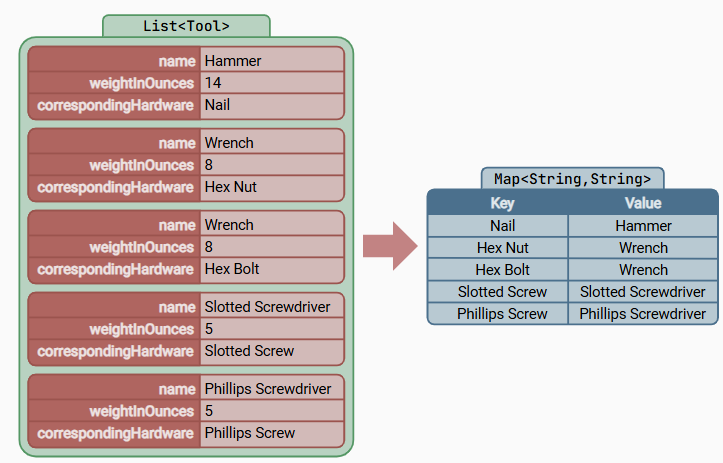 List<Tool>
name Hammer
weightInOunces 14
correspondingHardware Nail
name Wrench
weightInOunces 8
correspondingHardware Hex Nut
name Wrench
weightInOunces 8
correspondingHardware Hex Bolt
name Slotted Screwdriver
weightInOunces 5
correspondingHardware Slotted Screw
name Phillips Screwdriver
weightInOunces 5
correspondingHardware Phillips Screw
Map<String,String>
Key Value
Nail Hammer
Hex Nut Wrench
Hex Bolt Wrench
Slotted Screw Slotted Screwdriver
Phillips Screw Phillips Screwdriver